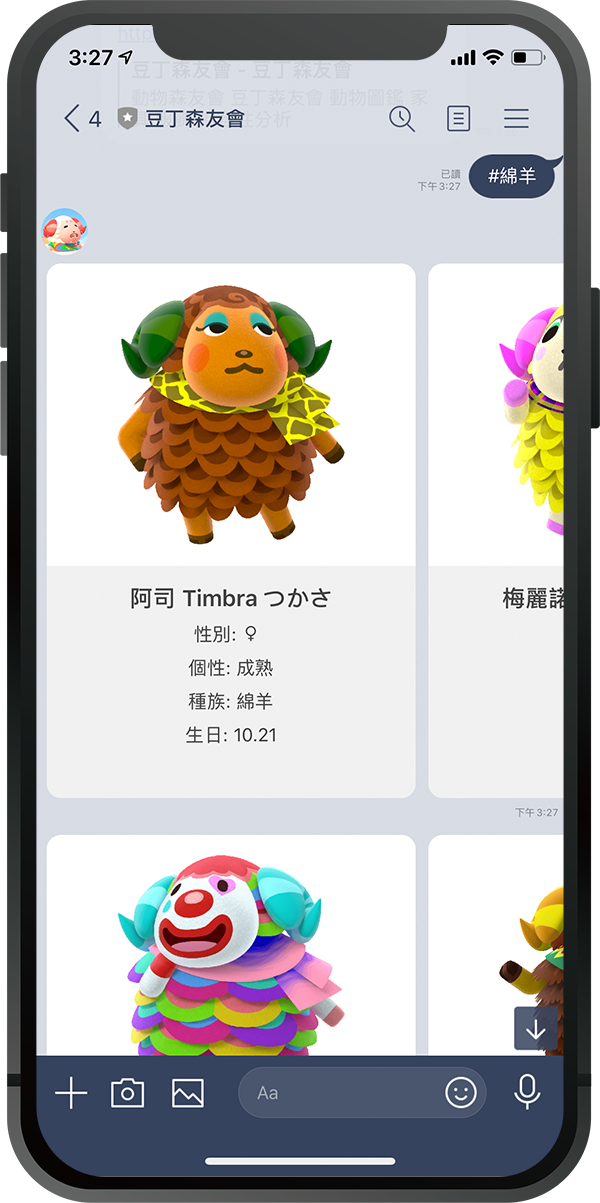 3:27
http
豆丁森友會 - 豆丁森友會
動物森友會 豆丁森友會 動物圖鑑 家
性分析
4 豆丁森友會
已讀
下午3:27
#綿羊
阿司 Timbra つかさ
性別: ♀
個性: 成熟
種族: 綿羊
生日: 10.21
梅麗諾
下午3:27
Aa